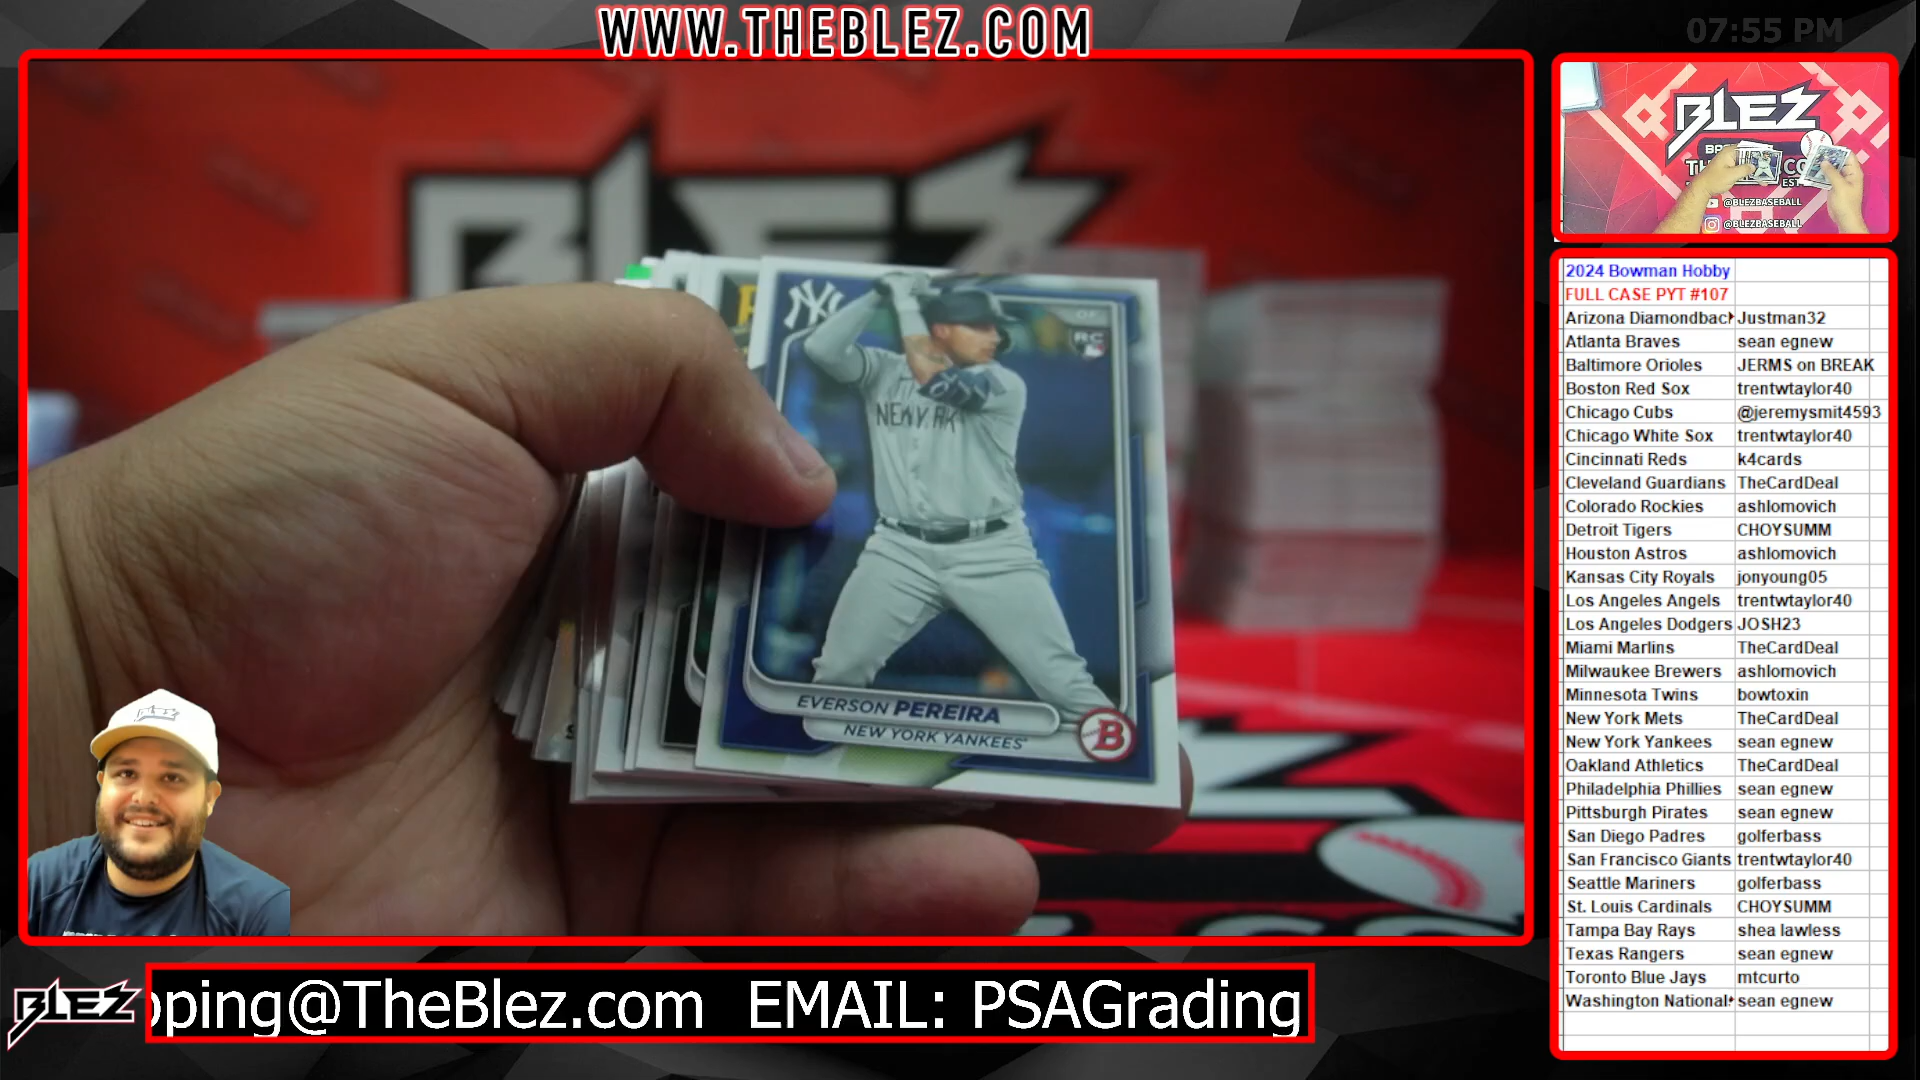 WWW.THEBLEZ.COM
07:55 PM
BLEZ
NY
RC
NEW YORK
EVERSON PEREIRA
NEW YORK YANKEES
B
BLEZ
@BLEZBASEBALL
@BLEZBASEBALL
2024 Bowman Hobby
FULL CASE PYT #107
Arizona Diamondback Justman32
Atlanta Braves sean egnew
Baltimore Orioles JERMS on BREAK
Boston Red Sox trentwtaylor40
Chicago Cubs @jeremysmit4593
Chicago White Sox trentwtaylor40
Cincinnati Reds k4cards
Cleveland Guardians TheCardDeal
Colorado Rockies ashlomovich
Detroit Tigers CHOYSUMM
Houston Astros ashlomovich
Kansas City Royals jonyoung05
Los Angeles Angels trentwtaylor40
Los Angeles Dodgers JOSH23
Miami Marlins TheCardDeal
Milwaukee Brewers ashlomovich
Minnesota Twins bowtoxin
New York Mets TheCardDeal
New York Yankees sean egnew
Oakland Athletics TheCardDeal
Philadelphia Phillies sean egnew
Pittsburgh Pirates sean egnew
San Diego Padres golferbass
San Francisco Giants trentwtaylor40
Seattle Mariners golferbass
St. Louis Cardinals CHOYSUMM
Tampa Bay Rays shea lawless
Texas Rangers sean egnew
Toronto Blue Jays mtcurto
Washington National sean egnew
BLEZ
pping@TheBlez.com EMAIL: PSAGrading